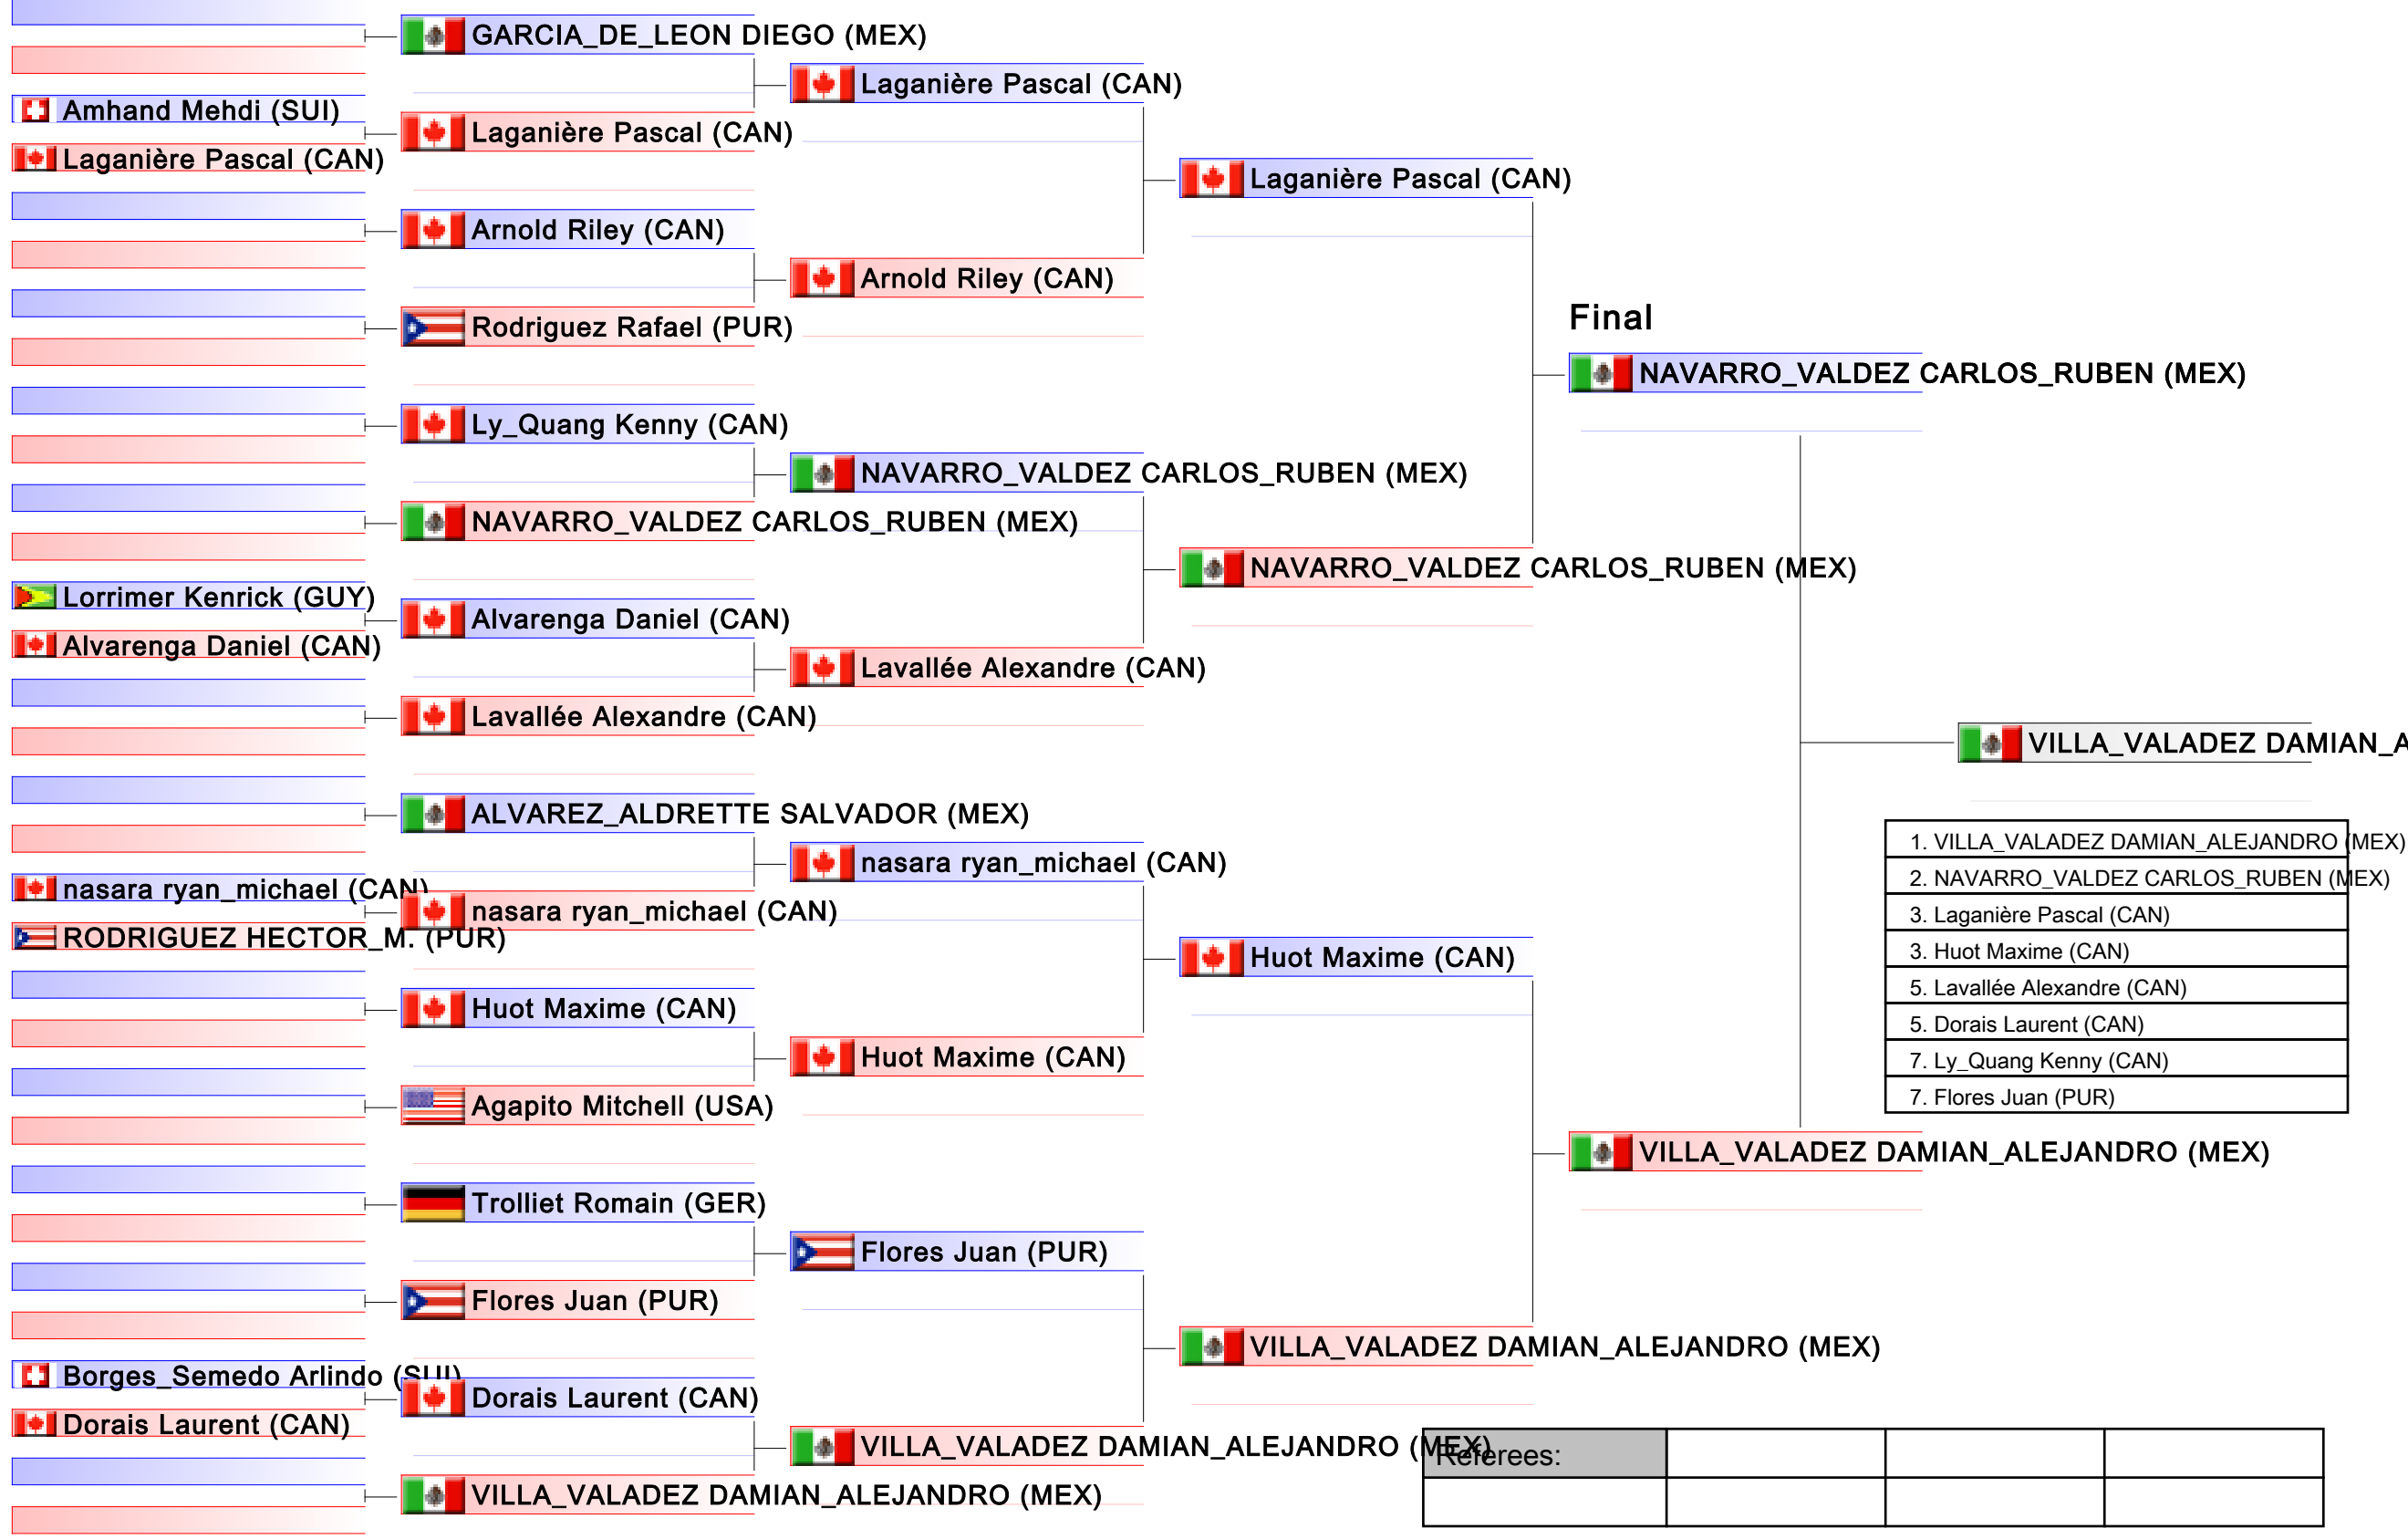 Amhand Mehdi (SUI)
Laganière Pascal (CAN)
Lorrimer Kenrick (GUY)
Alvarenga Daniel (CAN)
nasara ryan_michael (CAN)
RODRIGUEZ HECTOR_M. (PUR)
Borges_Semedo Arlindo (SUI)
Dorais Laurent (CAN)
GARCIA_DE_LEON DIEGO (MEX)
Laganière Pascal (CAN)
Arnold Riley (CAN)
Rodriguez Rafael (PUR)
Ly_Quang Kenny (CAN)
NAVARRO_VALDEZ CARLOS_RUBEN (MEX)
Alvarenga Daniel (CAN)
Lavallée Alexandre (CAN)
ALVAREZ_ALDRETTE SALVADOR (MEX)
nasara ryan_michael (CAN)
Huot Maxime (CAN)
Agapito Mitchell (USA)
Trolliet Romain (GER)
Flores Juan (PUR)
Dorais Laurent (CAN)
VILLA_VALADEZ DAMIAN_ALEJANDRO (MEX)
Laganière Pascal (CAN)
Arnold Riley (CAN)
NAVARRO_VALDEZ CARLOS_RUBEN (MEX)
Lavallée Alexandre (CAN)
nasara ryan_michael (CAN)
Huot Maxime (CAN)
Flores Juan (PUR)
VILLA_VALADEZ DAMIAN_ALEJANDRO (MEX)
Laganière Pascal (CAN)
NAVARRO_VALDEZ CARLOS_RUBEN (MEX)
Huot Maxime (CAN)
VILLA_VALADEZ DAMIAN_ALEJANDRO (MEX)
Final
NAVARRO_VALDEZ CARLOS_RUBEN (MEX)
VILLA_VALADEZ DAMIAN_ALEJANDRO (MEX)
VILLA_VALADEZ DAMIAN_A
1. VILLA_VALADEZ DAMIAN_ALEJANDRO (MEX)
2. NAVARRO_VALDEZ CARLOS_RUBEN (MEX)
3. Laganière Pascal (CAN)
3. Huot Maxime (CAN)
5. Lavallée Alexandre (CAN)
5. Dorais Laurent (CAN)
7. Ly_Quang Kenny (CAN)
7. Flores Juan (PUR)
Referees: